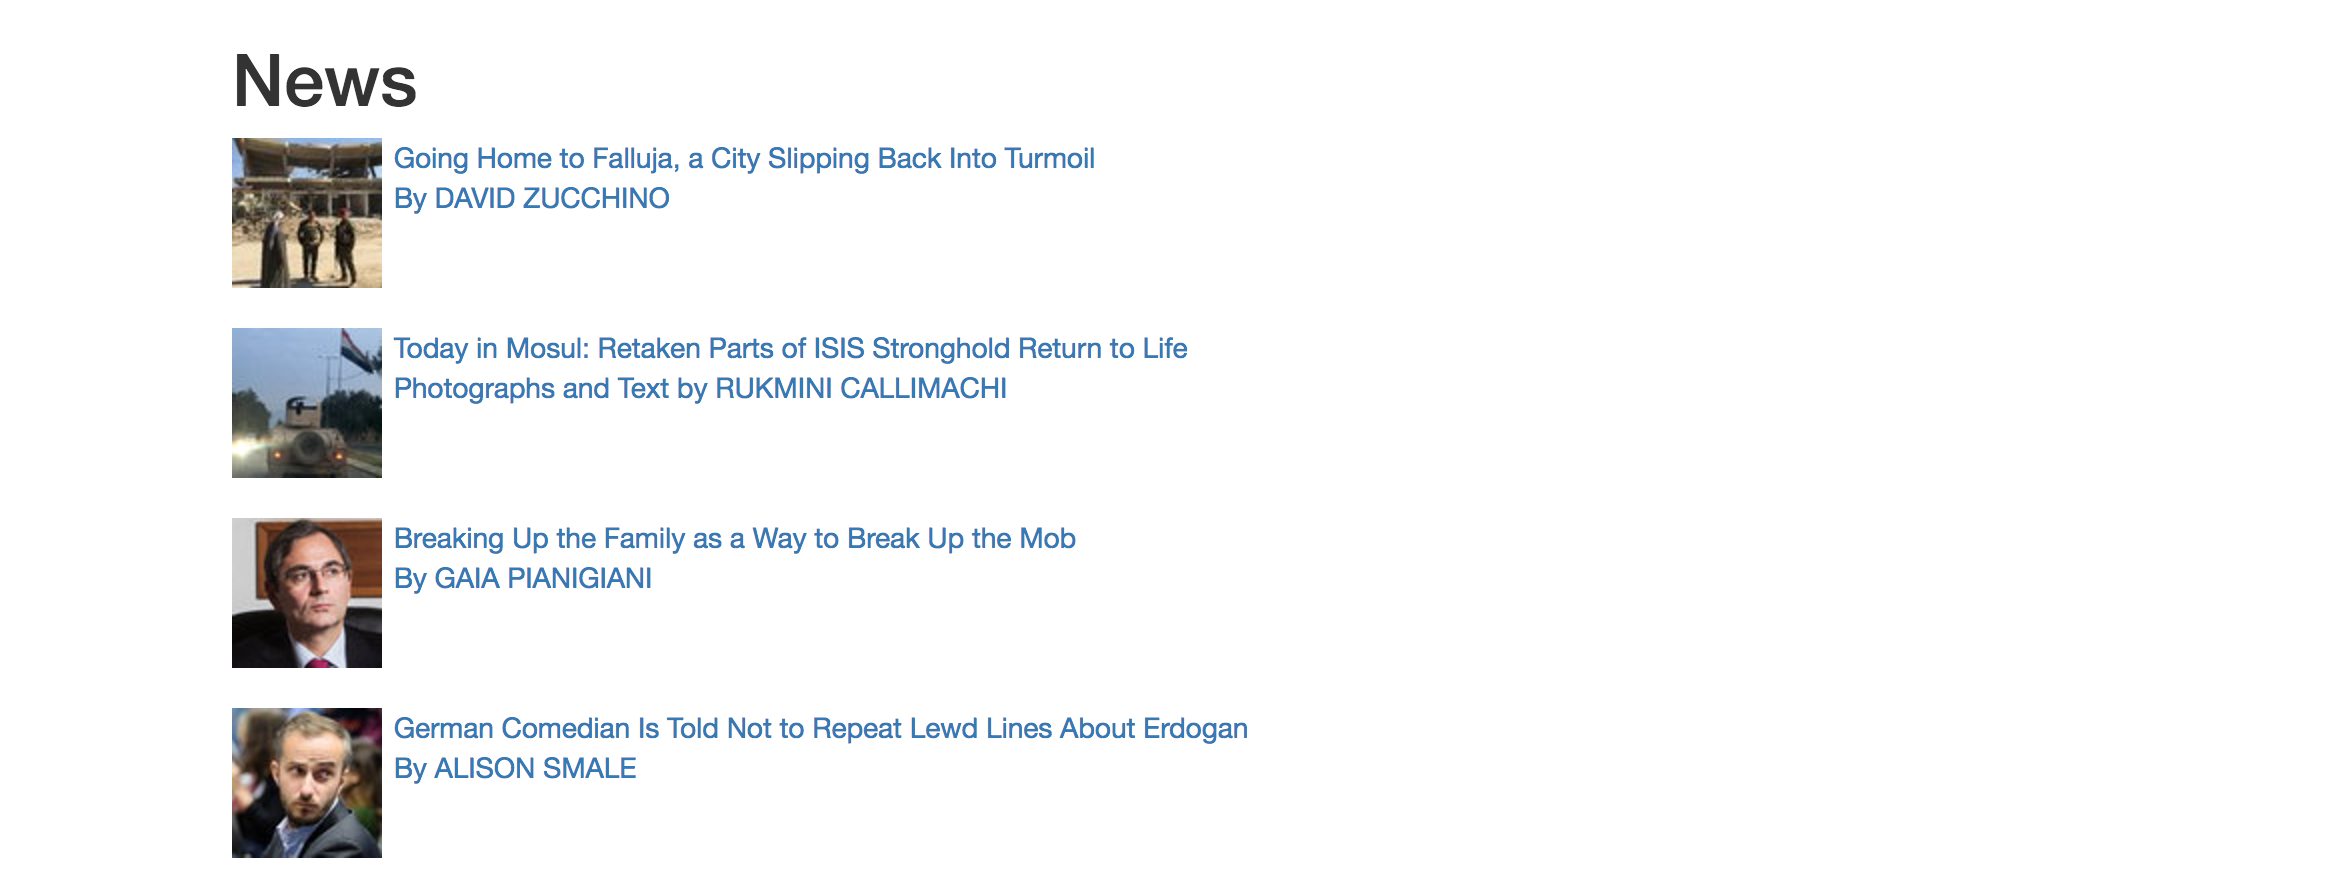 News
Going Home to Falluja, a City Slipping Back Into Turmoil
By DAVID ZUCCHINO
Today in Mosul: Retaken Parts of ISIS Stronghold Return to Life
Photographs and Text by RUKMINI CALLIMACHI
Breaking Up the Family as a Way to Break Up the Mob
By GAIA PIANIGIANI
German Comedian Is Told Not to Repeat Lewd Lines About Erdogan
By ALISON SMALE